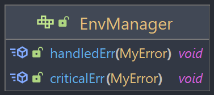 EnvManager
handledErr(MyError) void
criticalErr(MyError) void